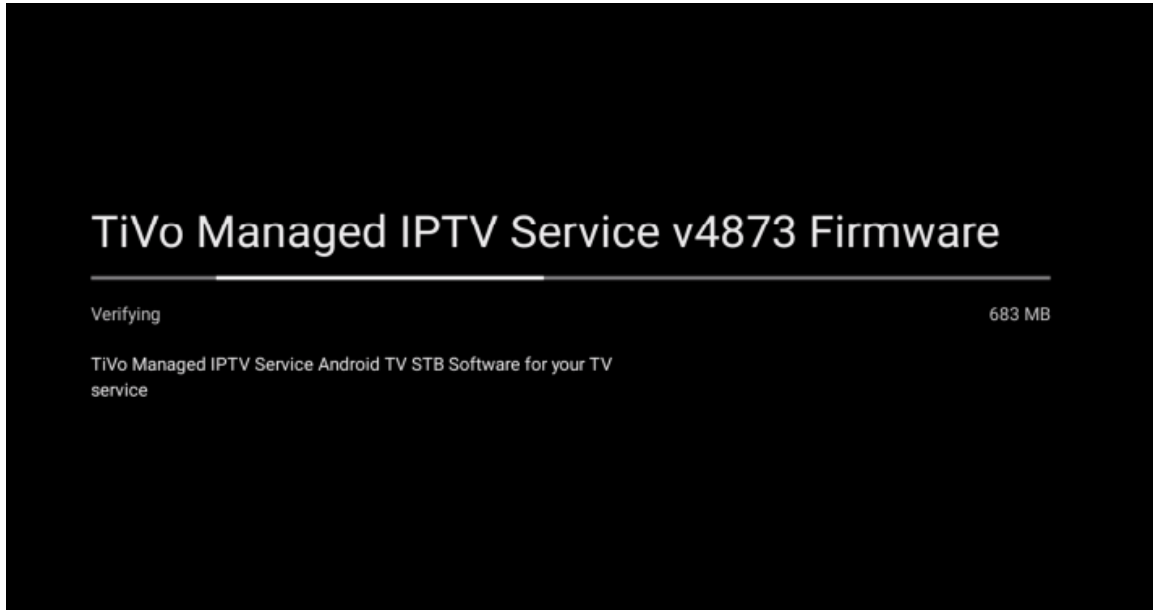 TiVo Managed IPTV Service v4873 Firmware
Verifying
683 MB
TiVo Managed IPTV Service Android TV STB Software for your TV
service